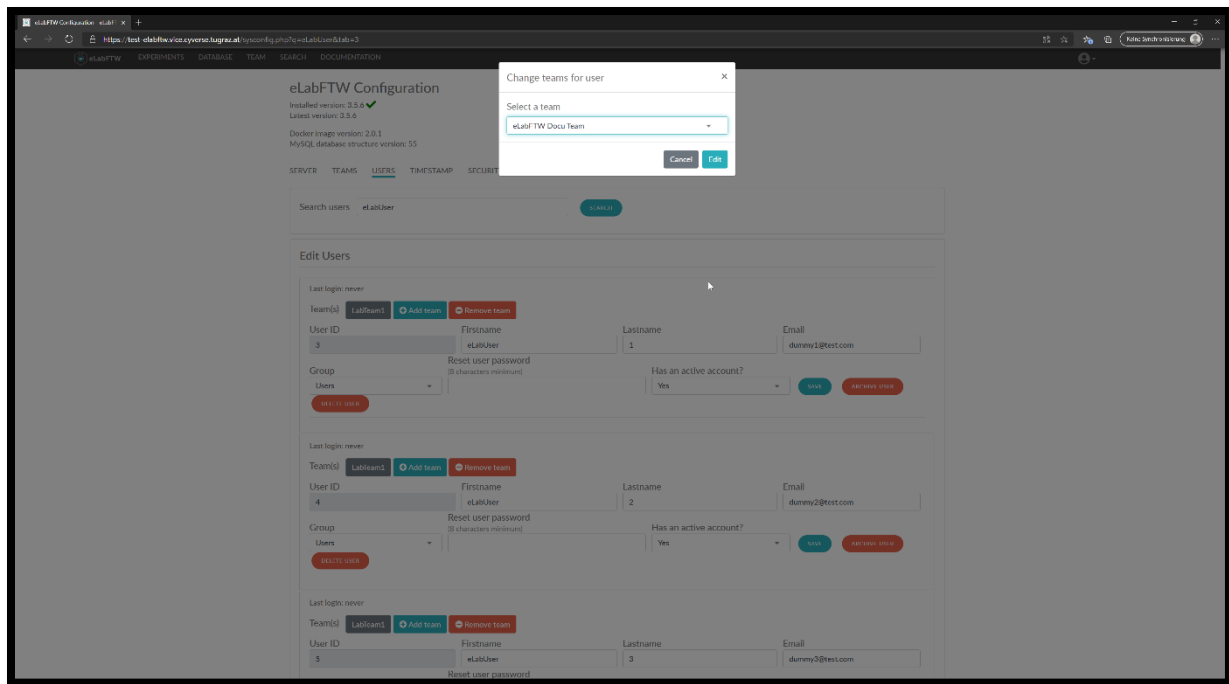 eLabFTW Configuration - eLabFT
https://test-elabftw.vice.cyverse.tugraz.at/sysconfig.php?q=eLabUser&tab=3
Keine Synchronisierung
eLabFTW EXPERIMENTS DATABASE TEAM SEARCH DOCUMENTATION
Change teams for user
Select a team
eLabFTW Docu Team
Cancel Edit
eLabFTW Configuration
Installed version: 3.5.6
Latest version: 3.5.6
Docker image version: 2.0.1
MySQL database structure version: 55
SERVER TEAMS USERS TIMESTAMP SECURIT
Search users eLabUser SEARCH
Edit Users
Last login: never
Team(s) LabTeam1 Add team Remove team
User ID Firstname Lastname Email
3 eLabUser 1 dummy1@test.com
Reset user password
Group (8 characters minimum) Has an active account?
Users Yes SAVE ARCHIVE USER
DELETE USER
Last login: never
Team(s) LabTeam1 Add team Remove team
User ID Firstname Lastname Email
4 eLabUser 2 dummy2@test.com
Reset user password
Group (8 characters minimum) Has an active account?
Users Yes SAVE ARCHIVE USER
DELETE USER
Last login: never
Team(s) LabTeam1 Add team Remove team
User ID Firstname Lastname Email
5 eLabUser 3 dummy3@test.com
Reset user password